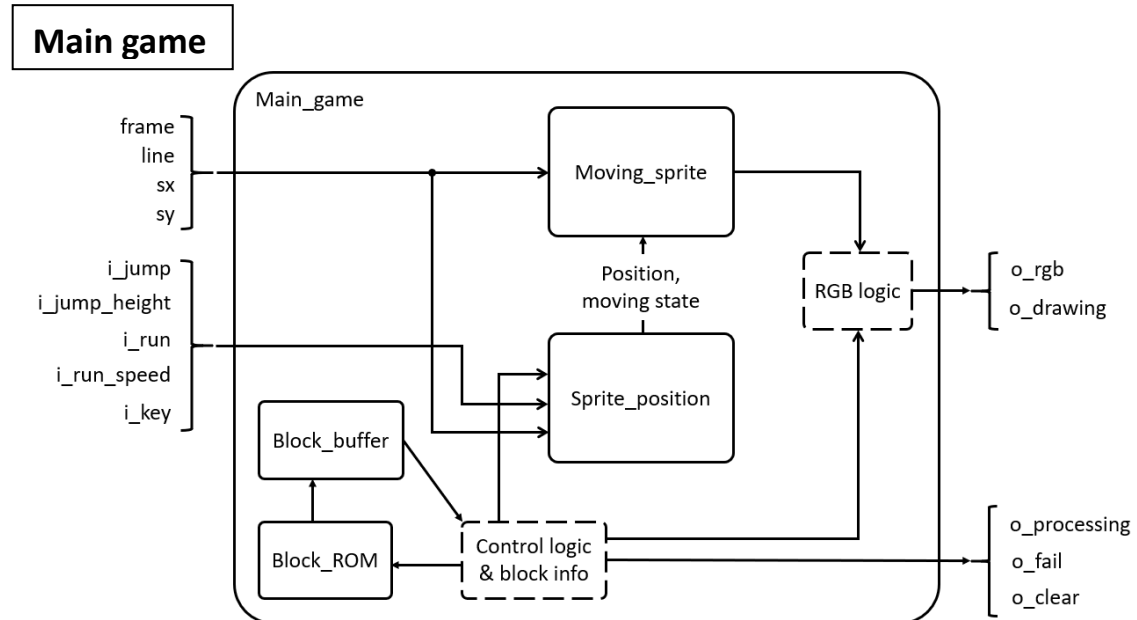 Main game
Main_game
frame
line
sx
sy
i_jump
i_jump_height
i_run
i_run_speed
i_key
Moving_sprite
Position,
moving state
Sprite_position
RGB logic
o_rgb
o_drawing
Block_buffer
Block_ROM
Control logic
& block info
o_processing
o_fail
o_clear